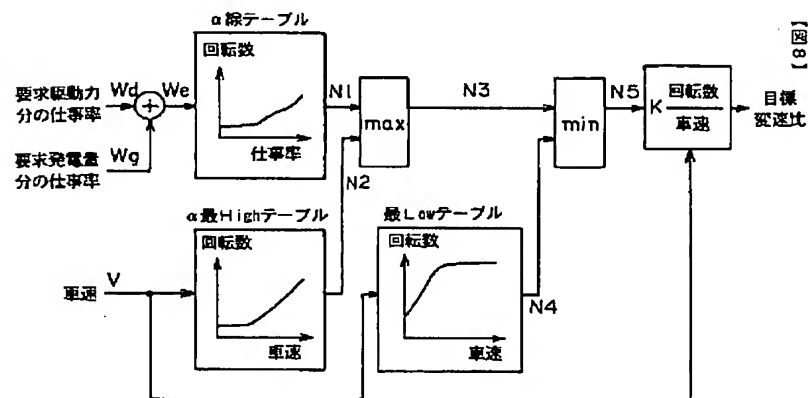 【図8】
α線テーブル
回転数
仕事率
要求駆動力
分の仕事率
Wd
+
We
要求発電量
分の仕事率
Wg
N1
max
N2
N3
min
N5
K 回転数
車速
目標
変速比
α最Highテーブル
回転数
車速
車速
V
最Lowテーブル
回転数
車速
N4